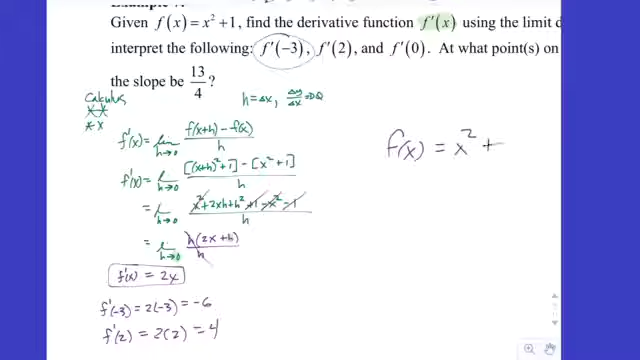 Given f(x) = x² + 1, find the derivative function f'(x) using the limit d
interpret the following: f'(-3), f'(2), and f'(0). At what point(s) on
the slope be 13/4?
Calculus
h = Δx, Δy/Δx = DQ
f'(x) = lim h→0 f(x+h) - f(x) / h
f(x) = x² +
f'(x) = lim h→0 [(x+h)² + 1] - [x² + 1] / h
= lim h→0 x² + 2xh + h² + 1 - x² - 1 / h
= lim h→0 h(2x + h) / h
f'(x) = 2x
f'(-3) = 2(-3) = -6
f'(2) = 2(2) = 4